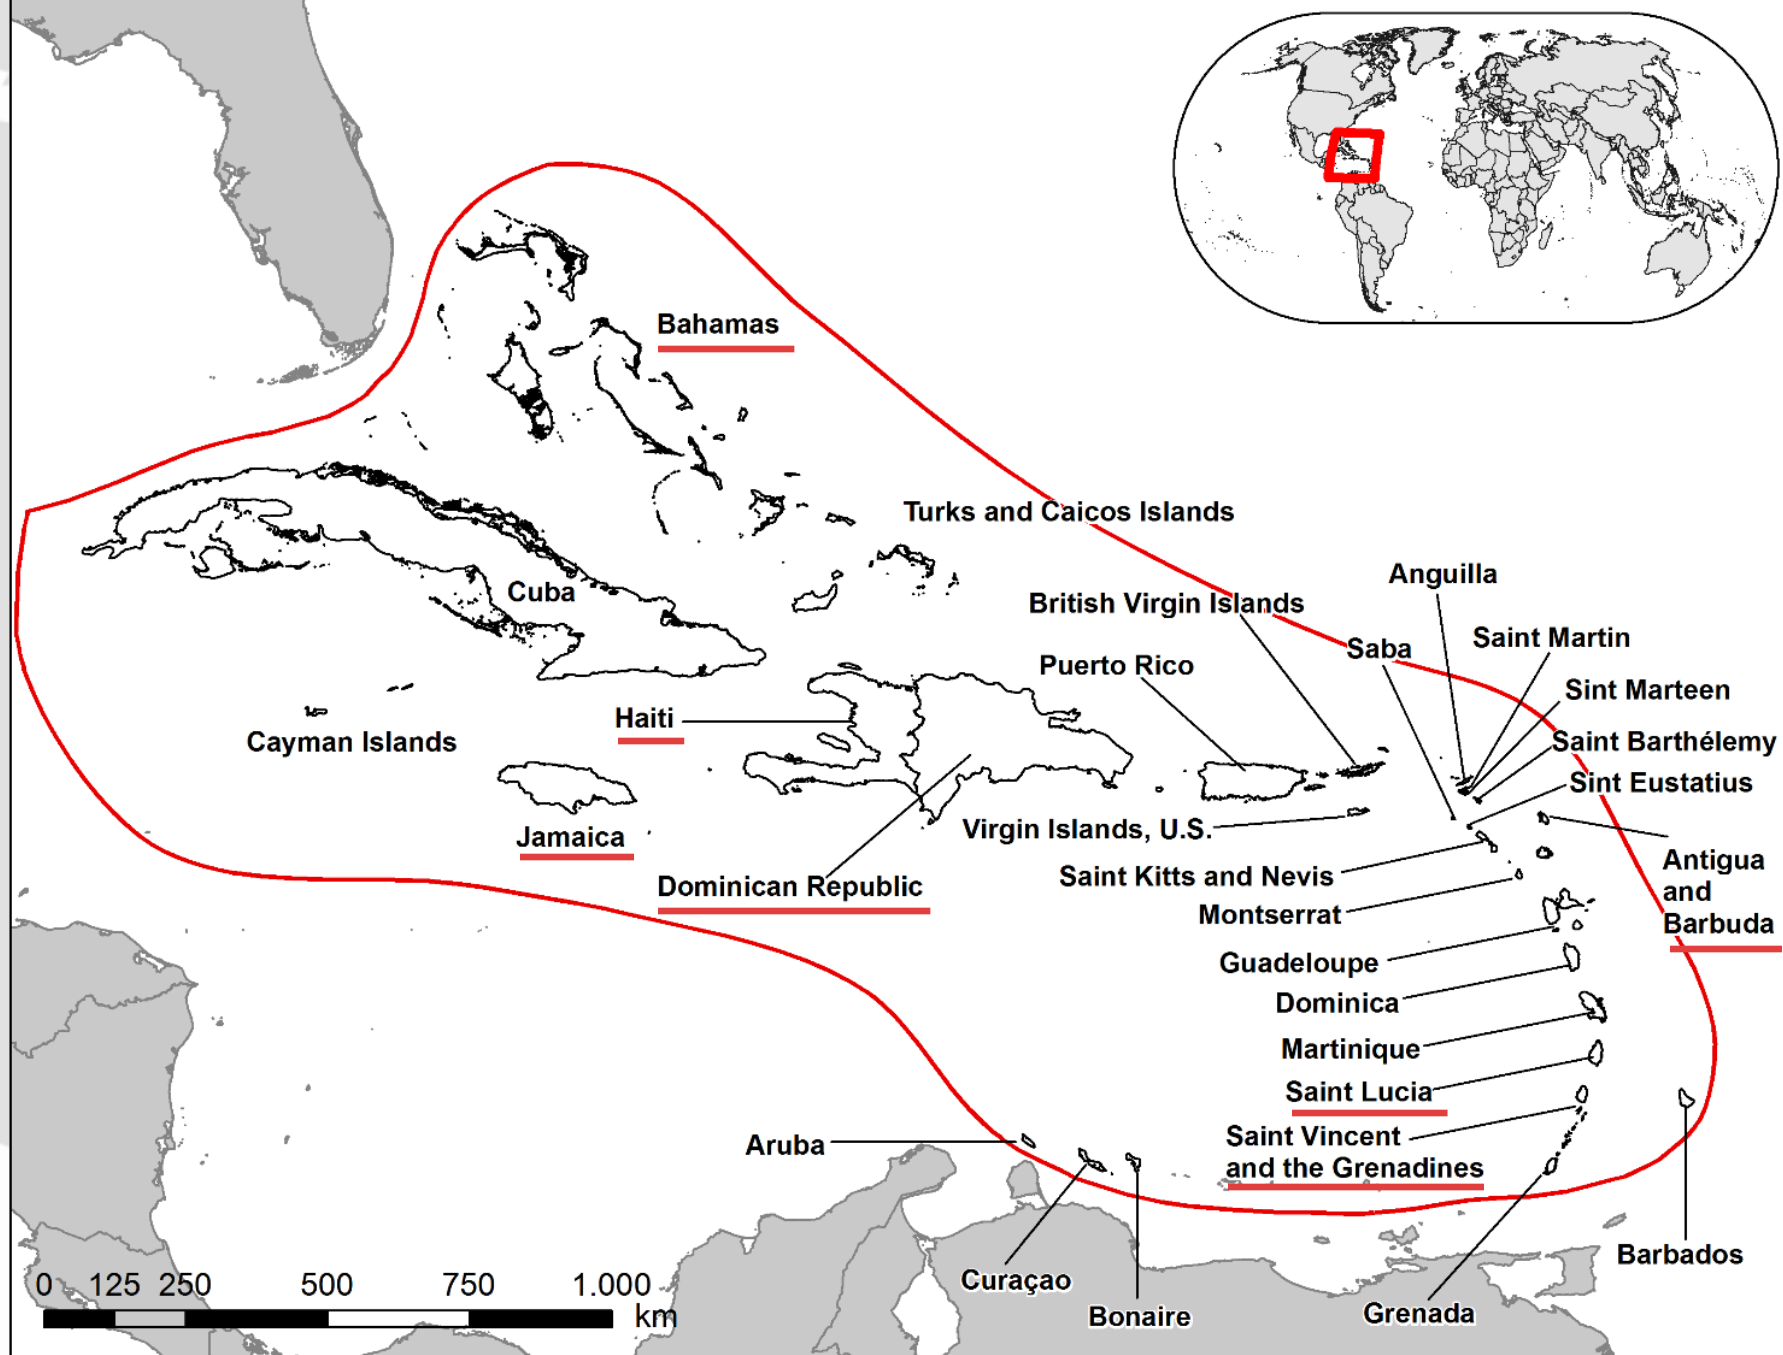 Bahamas
Turks and Caicos Islands
Anguilla
Cuba
British Virgin Islands
Saint Martin
Saba
Puerto Rico
Sint Marteen
Haiti
Saint Barthélemy
Cayman Islands
Sint Eustatius
Virgin Islands, U.S.
Jamaica
Antigua
and
Barbuda
Saint Kitts and Nevis
Dominican Republic
Montserrat
Guadeloupe
Dominica
Martinique
Saint Lucia
Saint Vincent
and the Grenadines
Aruba
Barbados
Curaçao
Bonaire
Grenada
0 125 250 500 750 1.000
km